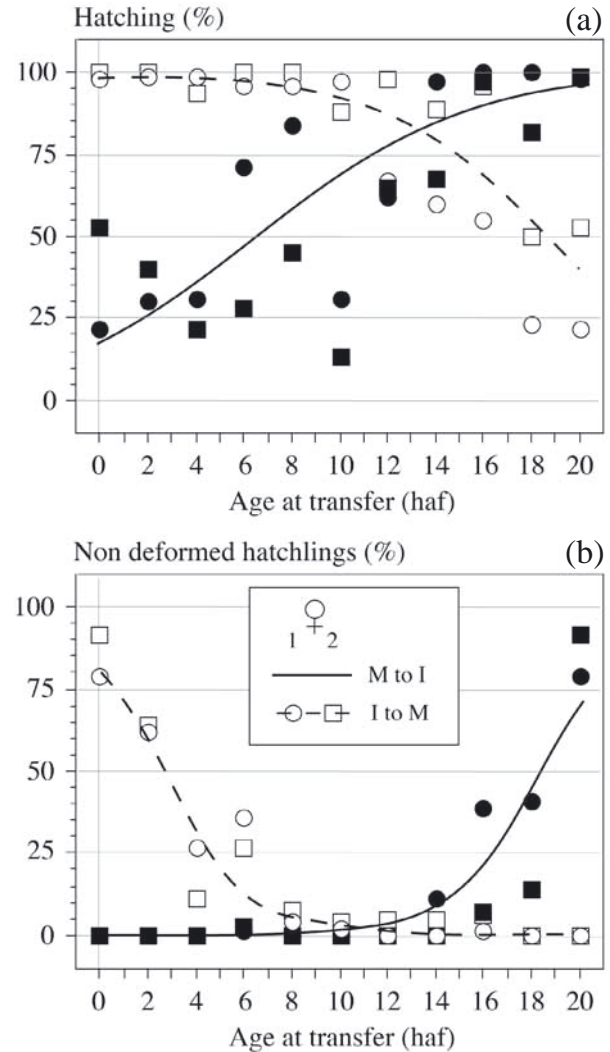 Hatching (%)
(a)
100
75
50
25
0
0 2 4 6 8 10 12 14 16 18 20
Age at transfer (haf)
Non deformed hatchlings (%)
(b)
100
75
50
25
0
1 ♀ 2
M to I
I to M
0 2 4 6 8 10 12 14 16 18 20
Age at transfer (haf)